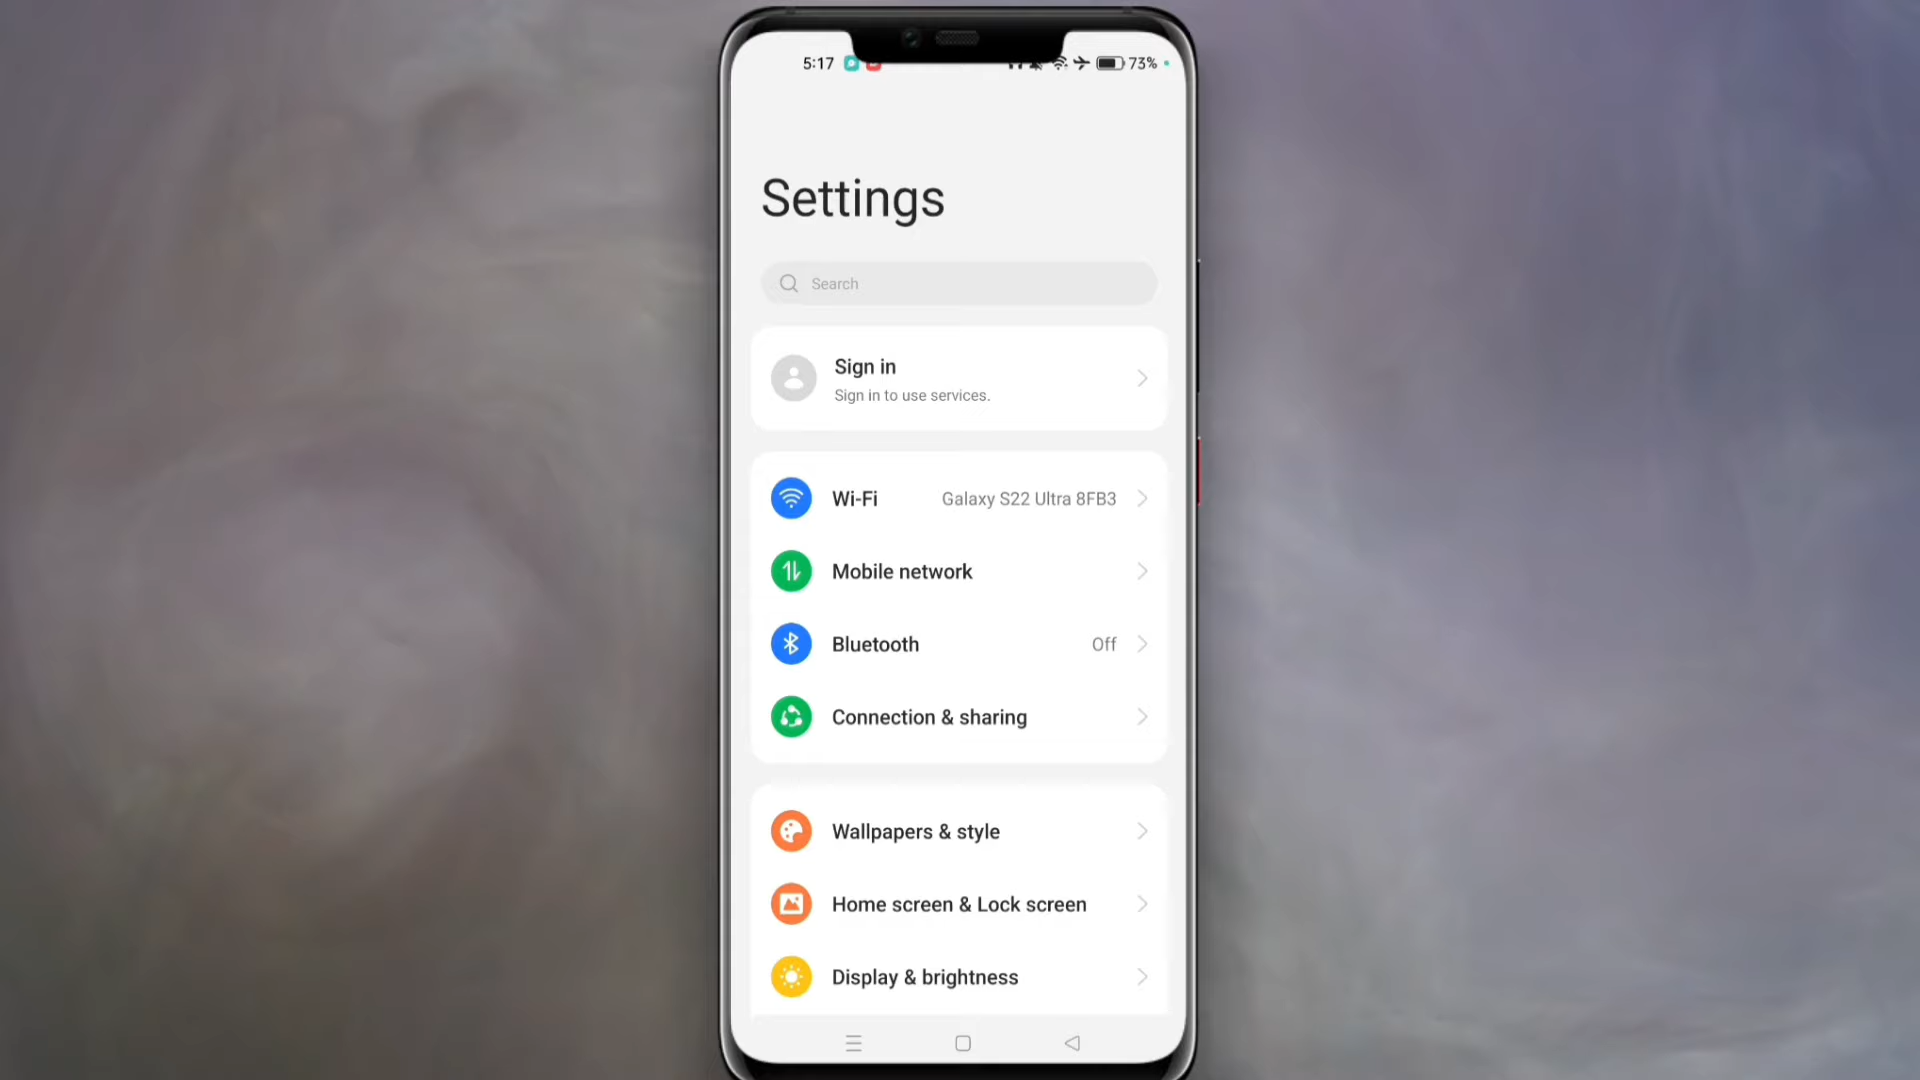 5:17 73%
Settings
Search
Sign in
Sign in to use services.
Wi-Fi Galaxy S22 Ultra 8FB3
Mobile network
Bluetooth Off
Connection & sharing
Wallpapers & style
Home screen & Lock screen
Display & brightness